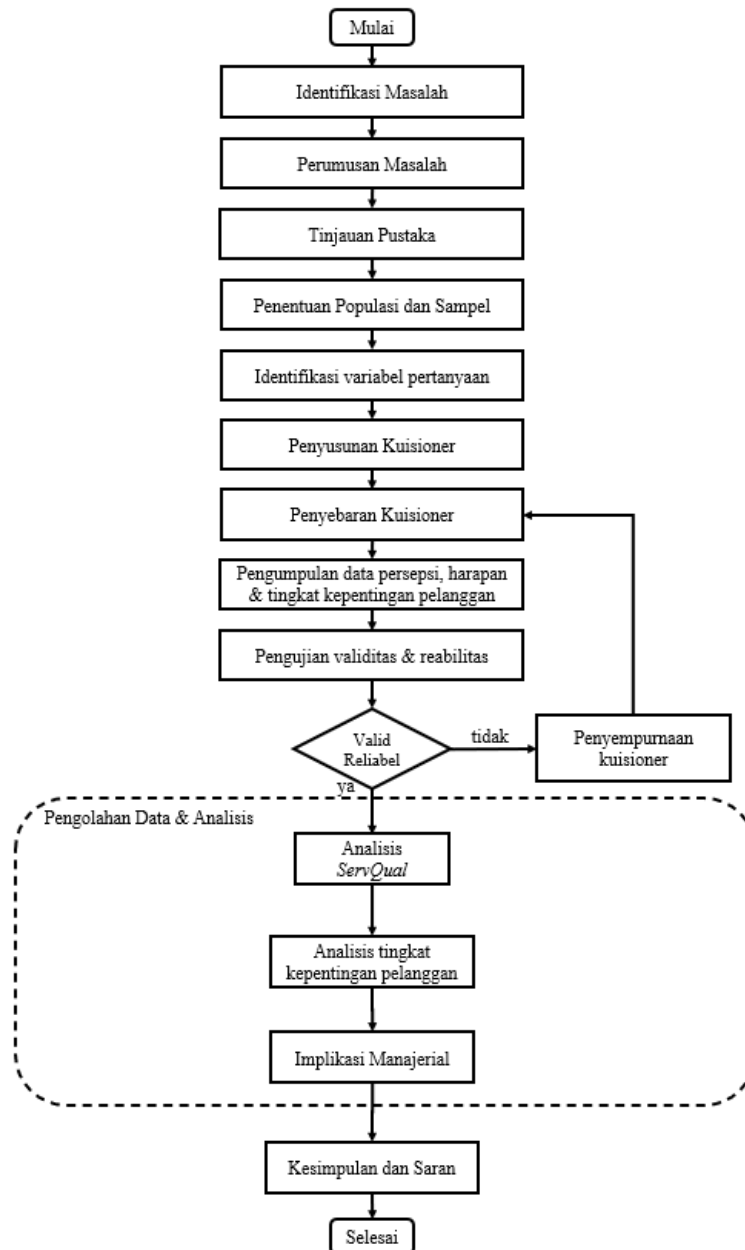 Mulai
Identifikasi Masalah
Perumusan Masalah
Tinjauan Pustaka
Penentuan Populasi dan Sampel
Identifikasi variabel pertanyaan
Penyusunan Kuisioner
Penyebaran Kuisioner
Pengumpulan data persepsi, harapan
& tingkat kepentingan pelanggan
Pengujian validitas & reabilitas
Valid
Reliabel
tidak
Penyempurnaan
kuisioner
ya
Pengolahan Data & Analisis
Analisis
ServQual
Analisis tingkat
kepentingan pelanggan
Implikasi Manajerial
Kesimpulan dan Saran
Selesai